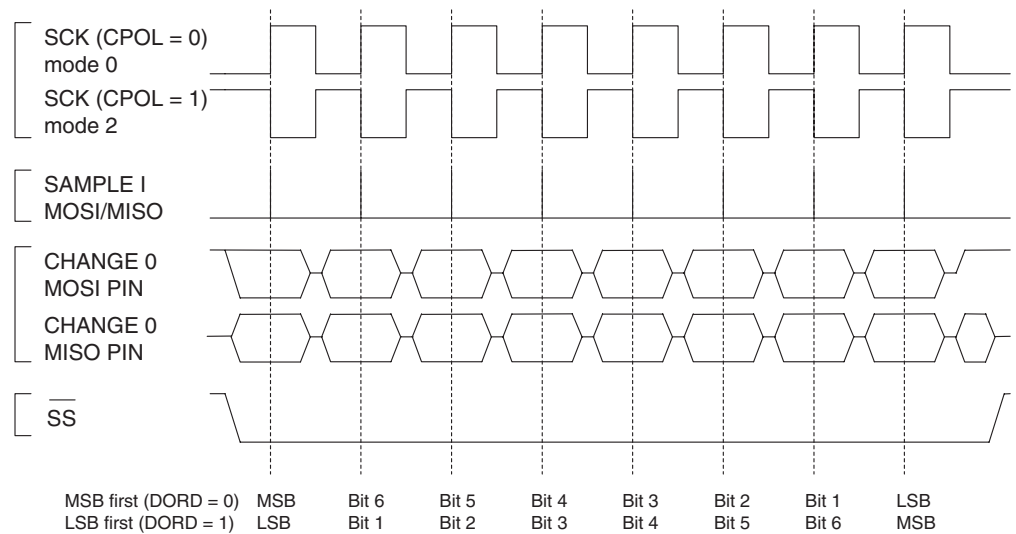 SCK (CPOL = 0)
mode 0
SCK (CPOL = 1)
mode 2
SAMPLE I
MOSI/MISO
CHANGE 0
MOSI PIN
CHANGE 0
MISO PIN
SS
MSB first (DORD = 0) MSB Bit 6 Bit 5 Bit 4 Bit 3 Bit 2 Bit 1 LSB
LSB first (DORD = 1) LSB Bit 1 Bit 2 Bit 3 Bit 4 Bit 5 Bit 6 MSB